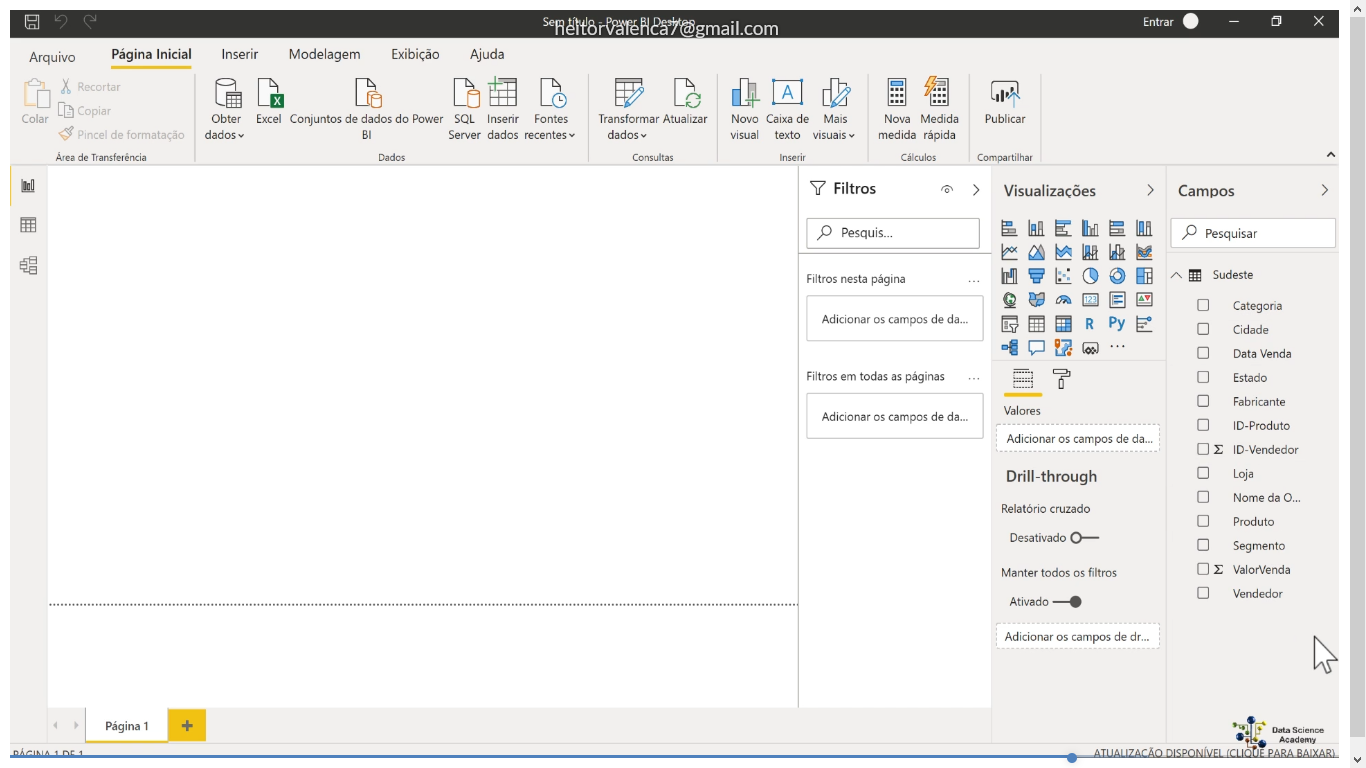 Sem título - Power BI Desktop
heitorvalenca7@gmail.com
Entrar
Arquivo Página Inicial Inserir Modelagem Exibição Ajuda
Colar
Recortar
Copiar
Pincel de formatação
Área de Transferência
Obter dados
Excel
Conjuntos de dados do Power BI
SQL Server
Inserir dados
Fontes recentes
Dados
Transformar dados
Atualizar
Consultas
Novo visual
Caixa de texto
Mais visuais
Inserir
Nova medida
Medida rápida
Cálculos
Publicar
Compartilhar
Filtros
Pesquis...
Filtros nesta página ...
Adicionar os campos de da...
Filtros em todas as páginas ...
Adicionar os campos de da...
Visualizações
123
R Py
...
Valores
Adicionar os campos de da...
Drill-through
Relatório cruzado
Desativado
Manter todos os filtros
Ativado
Adicionar os campos de dr...
Campos
Pesquisar
Sudeste
Categoria
Cidade
Data Venda
Estado
Fabricante
ID-Produto
Σ ID-Vendedor
Loja
Nome da O...
Produto
Segmento
Σ ValorVenda
Vendedor
Página 1
PÁGINA 1 DE 1
Data Science
Academy
ATUALIZAÇÃO DISPONÍVEL (CLIQUE PARA BAIXAR)